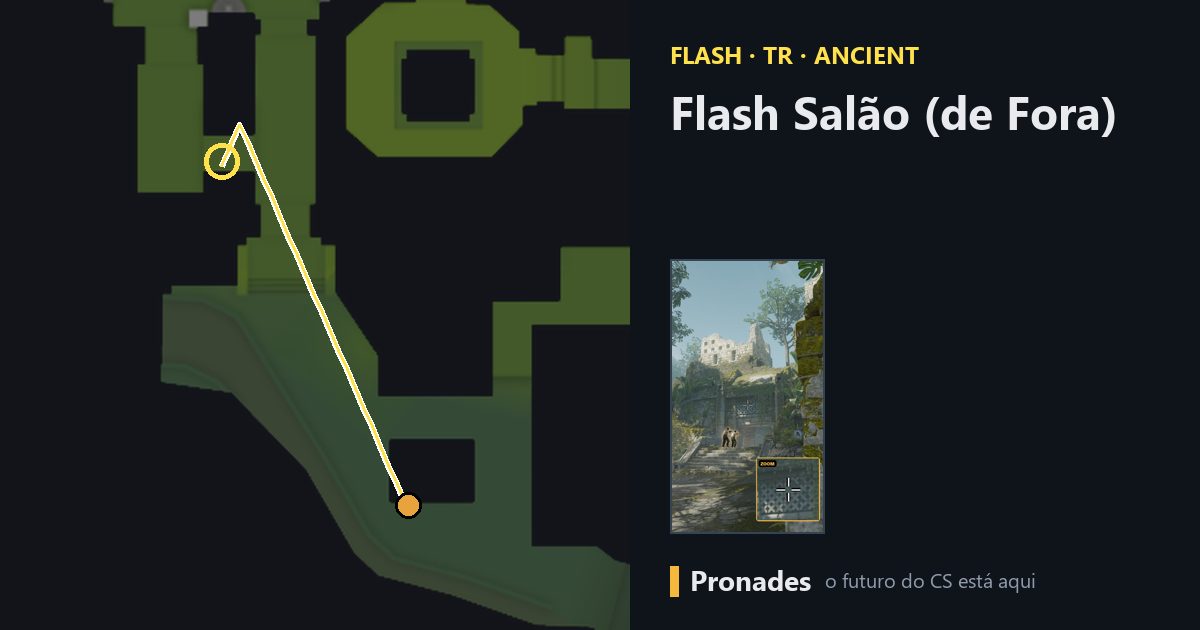 FLASH · TR · ANCIENT
Flash Salão (de Fora)
ZOOM
Pronades o futuro do CS está aqui